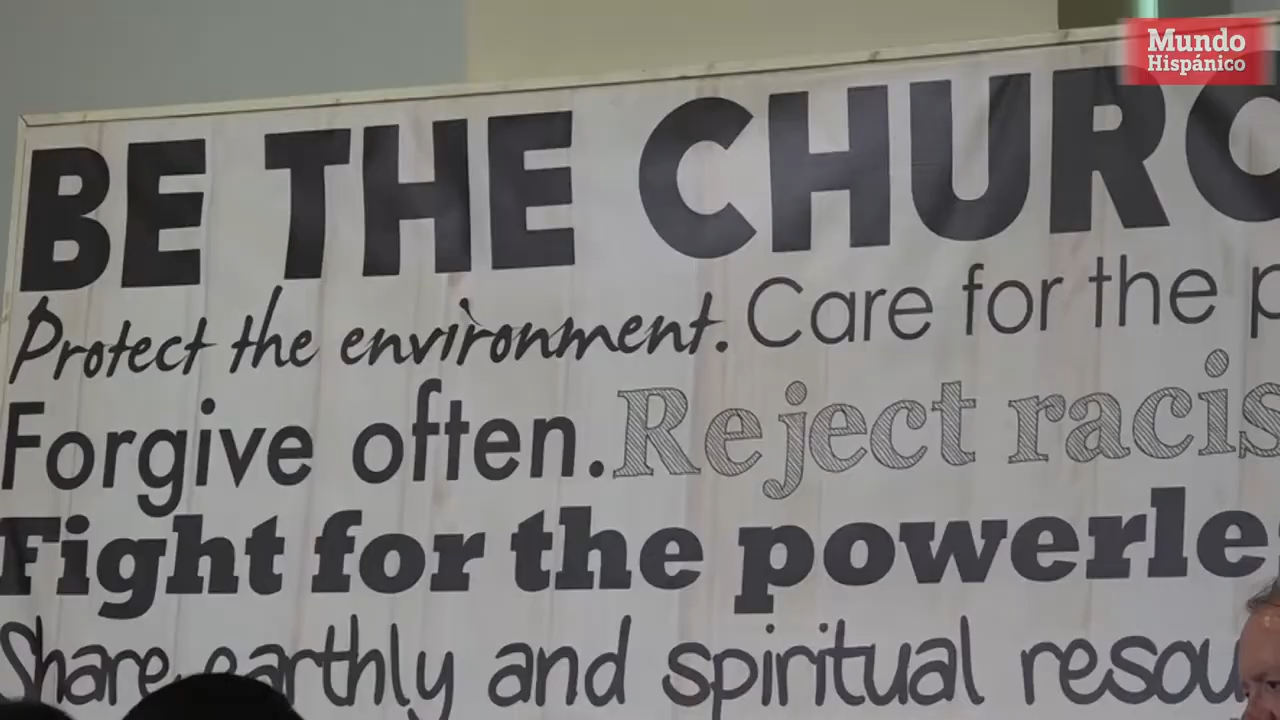 Mundo
Hispánico
BE THE CHURC
Protect the environment. Care for the p
Forgive often. Reject racis
Fight for the powerle
Share earthly and spiritual resou